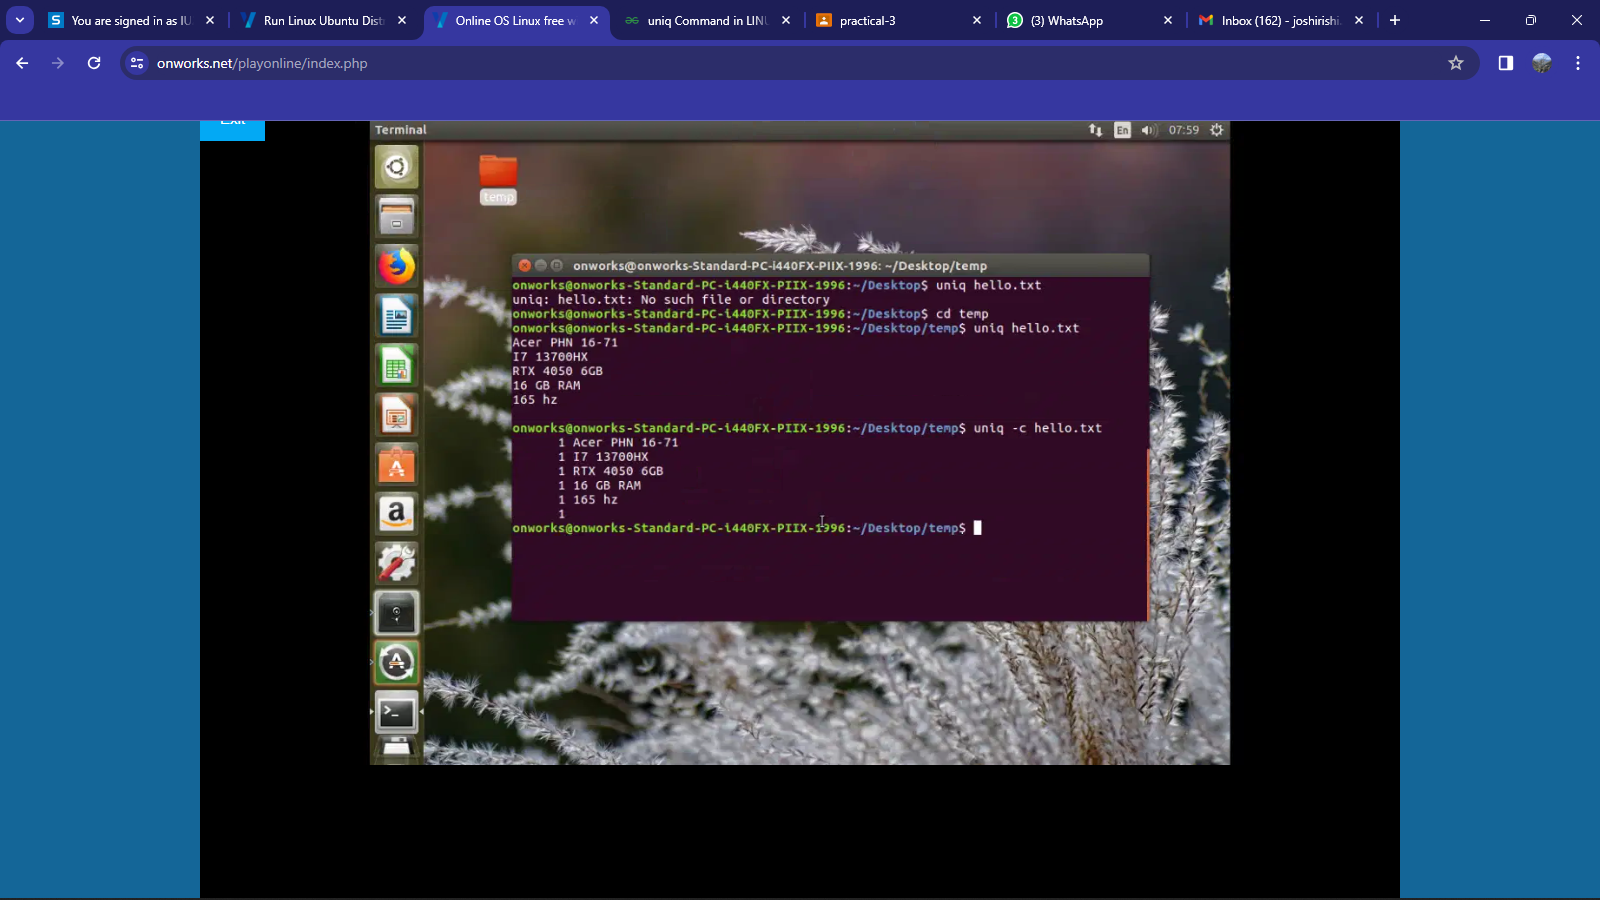 You are signed in as IU
Run Linux Ubuntu Dist
Online OS Linux free w
uniq Command in LIN
practical-3
(3) WhatsApp
Inbox (162) - joshirishi
onworks.net/playonline/index.php
Exit
Terminal
En
07:59
temp
onworks@onworks-Standard-PC-i440FX-PIIX-1996: ~/Desktop/temp
onworks@onworks-Standard-PC-i440FX-PIIX-1996:~/Desktop$ uniq hello.txt
uniq: hello.txt: No such file or directory
onworks@onworks-Standard-PC-i440FX-PIIX-1996:~/Desktop$ cd temp
onworks@onworks-Standard-PC-i440FX-PIIX-1996:~/Desktop/temp$ uniq hello.txt
Acer PHN 16-71
I7 13700HX
RTX 4050 6GB
16 GB RAM
165 hz
onworks@onworks-Standard-PC-i440FX-PIIX-1996:~/Desktop/temp$ uniq -c hello.txt
1 Acer PHN 16-71
1 I7 13700HX
1 RTX 4050 6GB
1 16 GB RAM
1 165 hz
1
onworks@onworks-Standard-PC-i440FX-PIIX-1996:~/Desktop/temp$